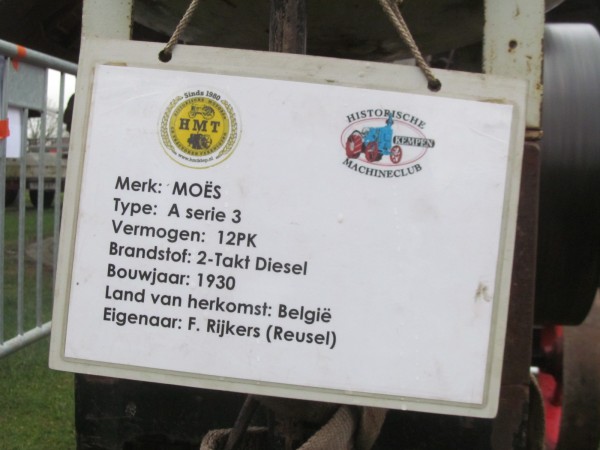 Sinds 1980
HMT
HISTORISCHE
KEMPEN
MACHINECLUB
Merk: MOËS
Type: A serie 3
Vermogen: 12PK
Brandstof: 2-Takt Diesel
Bouwjaar: 1930
Land van herkomst: België
Eigenaar: F. Rijkers (Reusel)